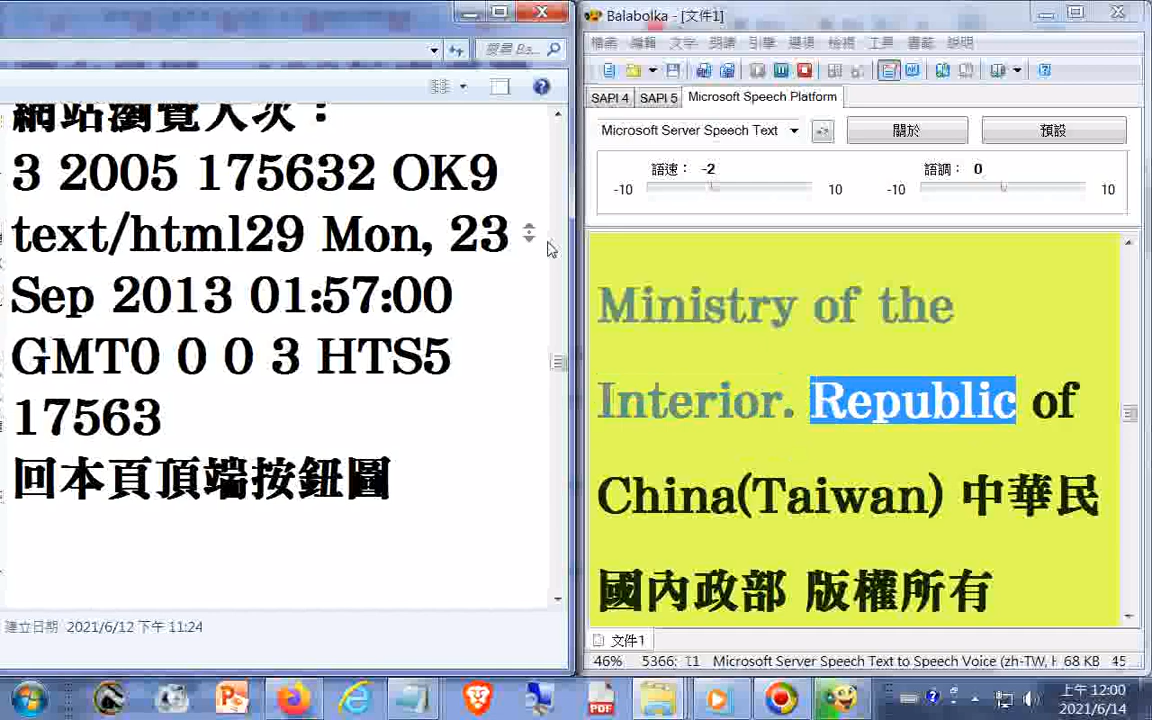 搜尋 Ba...
網站瀏覽人次：
3 2005 175632 OK9
text/html29 Mon, 23
Sep 2013 01:57:00
GMT0 0 0 3 HTS5
17563
回本頁頂端按鈕圖
建立日期 2021/6/12 下午 11:24
Balabolka - [文件1]
檔案 編輯 文字 朗讀 引擎 選項 檢視 工具 書籤 說明
SAPI 4 SAPI 5 Microsoft Speech Platform
Microsoft Server Speech Text 關於 預設
語速： -2 語調： 0
-10 10 -10 10
Ministry of the
Interior. Republic of
China(Taiwan) 中華民
國內政部 版權所有
文件1
46% 5366: 11 Microsoft Server Speech Text to Speech Voice (zh-TW, H 68 KB 45
PDF
上午 12:00
2021/6/14